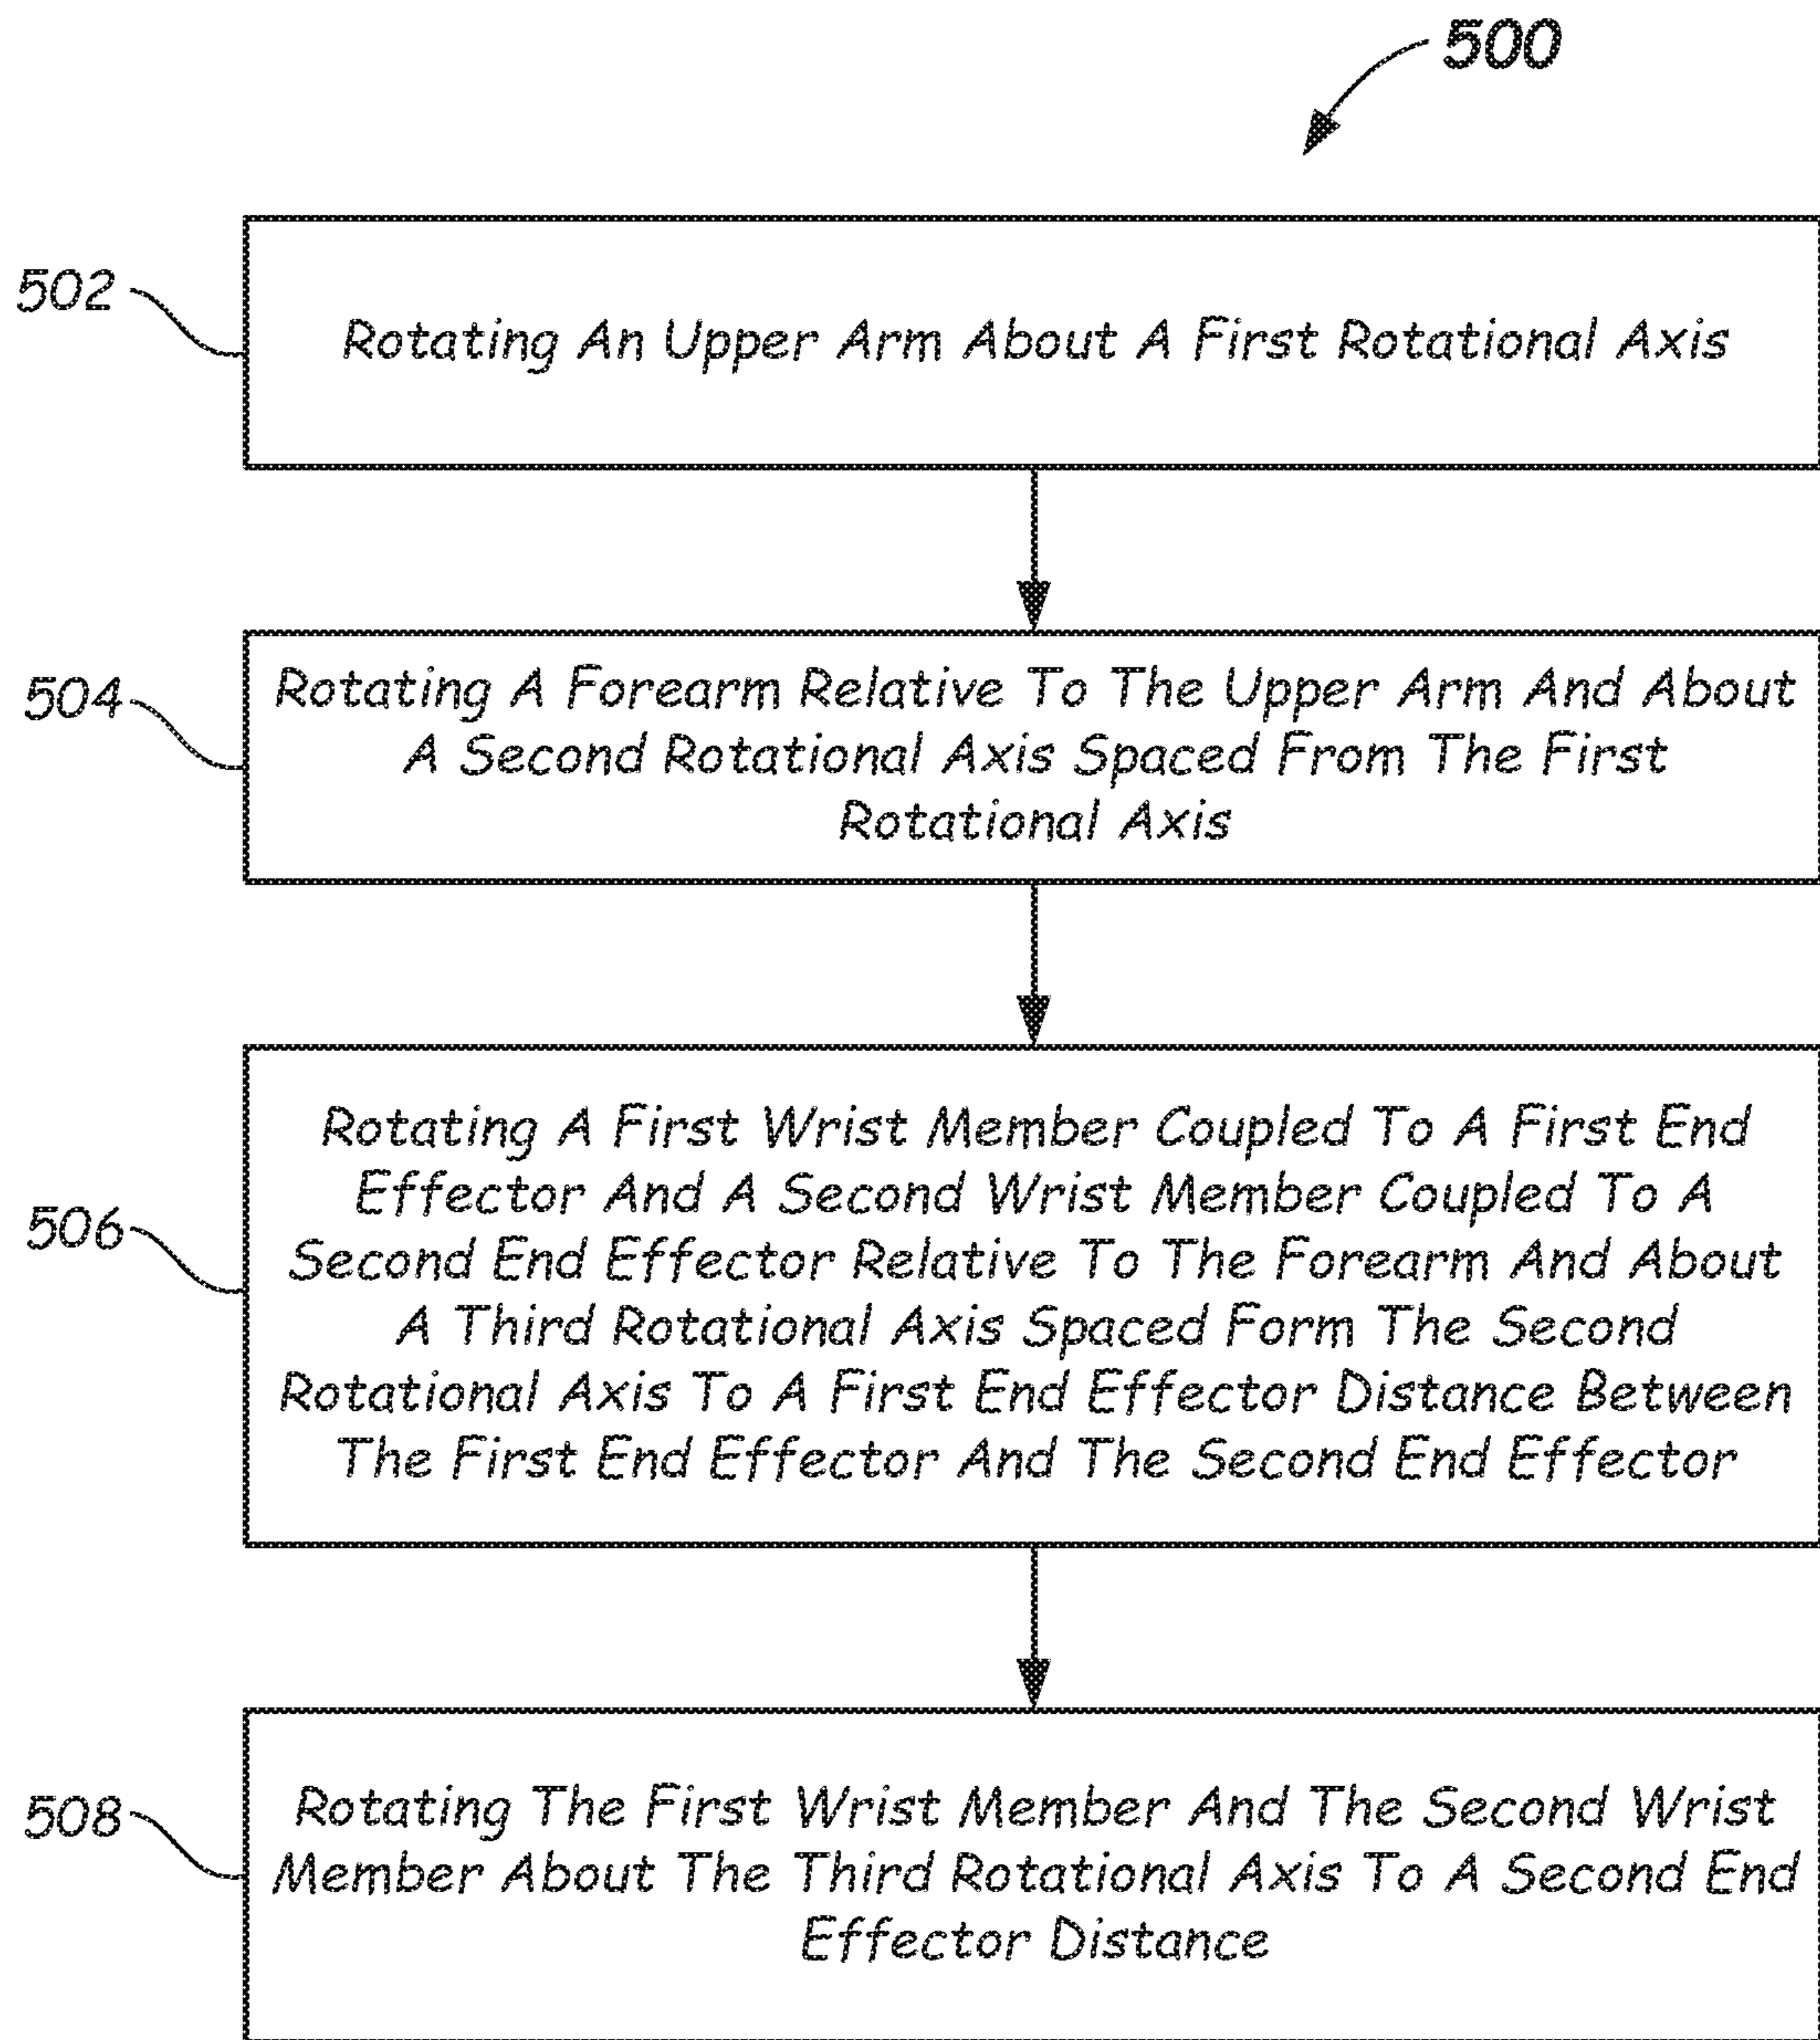 500
502
Rotating An Upper Arm About A First Rotational Axis
504
Rotating A Forearm Relative To The Upper Arm And About
A Second Rotational Axis Spaced From The First
Rotational Axis
506
Rotating A First Wrist Member Coupled To A First End
Effector And A Second Wrist Member Coupled To A
Second End Effector Relative To The Forearm And About
A Third Rotational Axis Spaced Form The Second
Rotational Axis To A First End Effector Distance Between
The First End Effector And The Second End Effector
508
Rotating The First Wrist Member And The Second Wrist
Member About The Third Rotational Axis To A Second End
Effector Distance